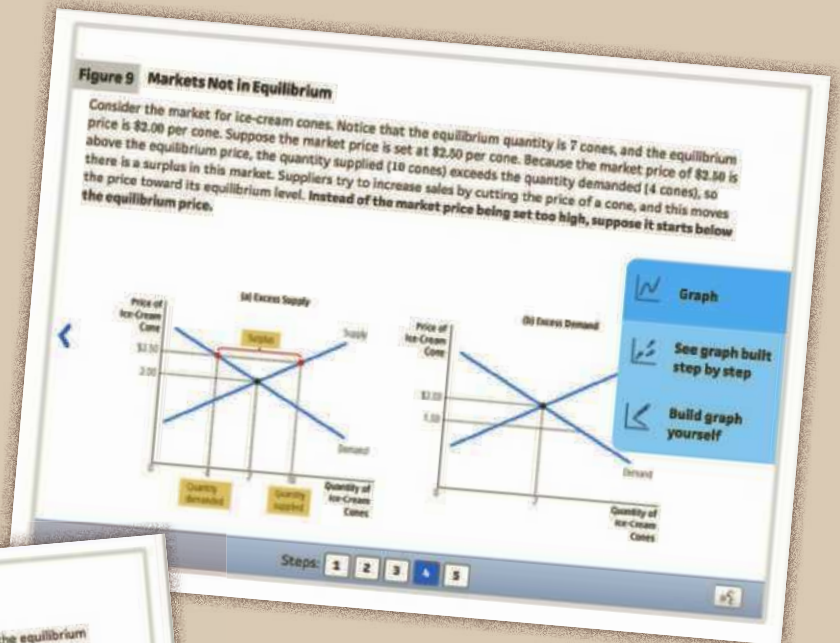 Figure 9 Markets Not in Equilibrium
Consider the market for ice-cream cones. Notice that the equilibrium quantity is 7 cones, and the equilibrium
price is $2.00 per cone. Suppose the market price is set at $2.50 per cone. Because the market price of $2.50 is
above the equilibrium price, the quantity supplied (10 cones) exceeds the quantity demanded (4 cones), so
there is a surplus in this market. Suppliers try to increase sales by cutting the price of a cone, and this moves
the price toward its equilibrium level. Instead of the market price being set too high, suppose it starts below
the equilibrium price.
(a) Excess Supply
Price of
Ice-Cream
Cone
$2.50
2.00
Surplus
Supply
Demand
0
4
7
10
Quantity
demanded
Quantity
supplied
Quantity of
Ice-Cream
Cones
(b) Excess Demand
Price of
Ice-Cream
Cone
$2.00
1.50
Demand
0
7
Quantity of
Ice-Cream
Cones
Graph
See graph built
step by step
Build graph
yourself
Steps: 1 2 3 4 5
the equilibrium